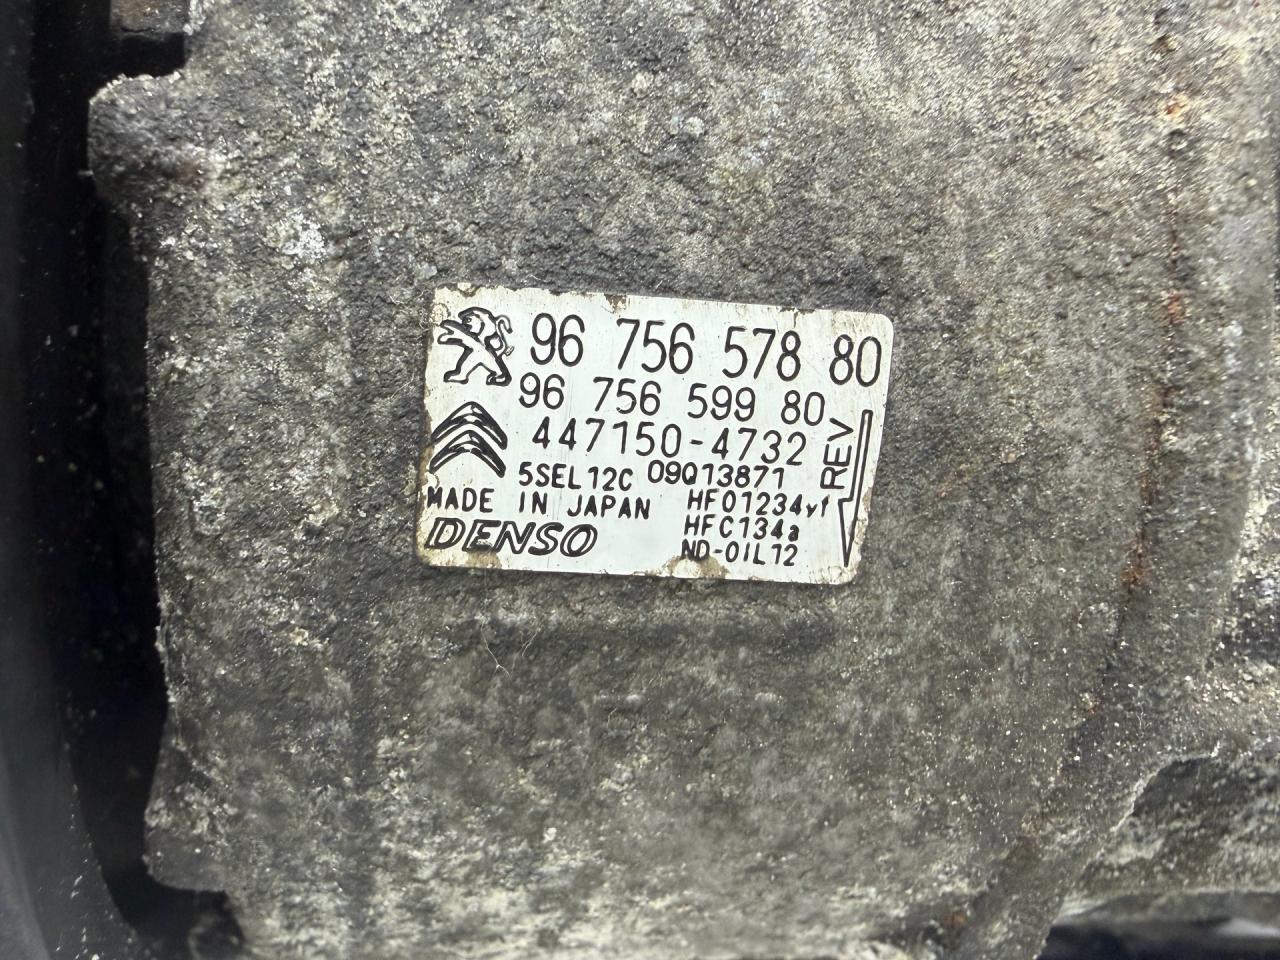 96 756 578 80
96 756 599 80
447150-4732
5SEL12C 09Q13871
MADE IN JAPAN
DENSO
HFO1234yf
HFC134a
ND-OIL12
REV